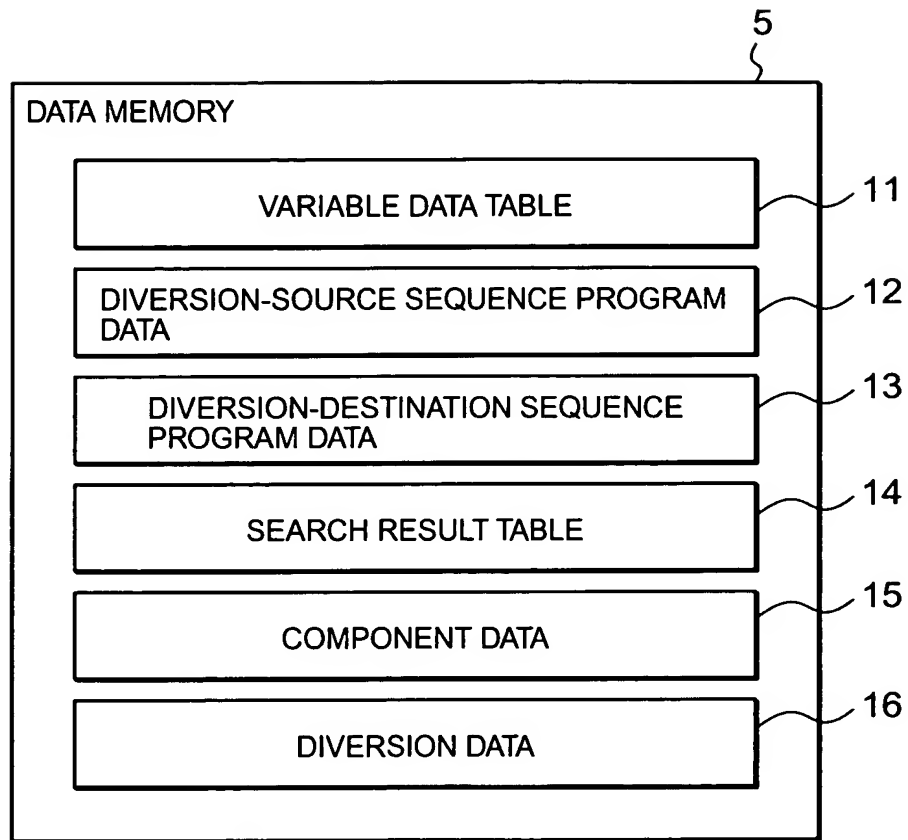 5
DATA MEMORY
VARIABLE DATA TABLE
11
DIVERSION-SOURCE SEQUENCE PROGRAM
DATA
12
DIVERSION-DESTINATION SEQUENCE
PROGRAM DATA
13
SEARCH RESULT TABLE
14
COMPONENT DATA
15
DIVERSION DATA
16